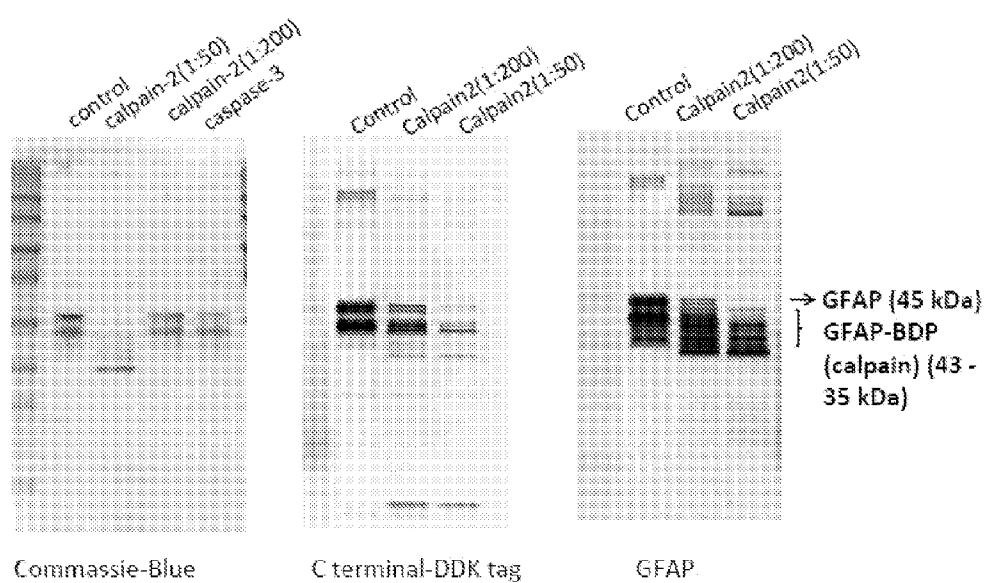 control
calpain-2(1:50)
calpain-2(1:200)
caspase-3
Control
Calpain2(1:200)
Calpain2(1:50)
Control
Calpain2(1:200)
Calpain2(1:50)
→ GFAP (45 kDa)
GFAP-BDP
(calpain) (43 -
35 kDa)
Commassie-Blue
C terminal-DDK tag
GFAP